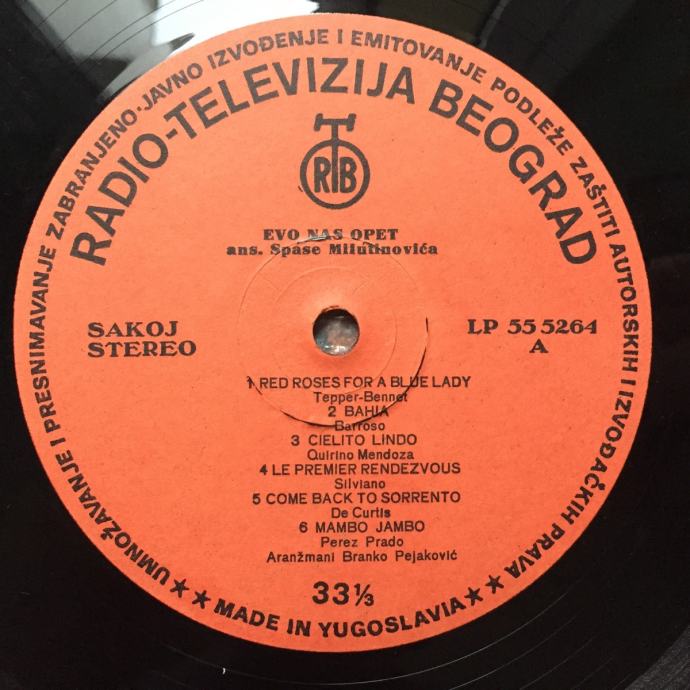 UMNOŽAVANJE I PRESNIMAVANJE ZABRANJENO·JAVNO IZVOĐENJE I EMITOVANJE PODLEŽE ZAŠTITI AUTORSKIH I IZVOĐAČKIH PRAVA
RADIO-TELEVIZIJA BEOGRAD
RTB
EVO NAS OPET
ans. Spase Milutinovića
SAKOJ
STEREO
LP 55 5264
A
1 RED ROSES FOR A BLUE LADY
Tepper-Bennet
2 BAHIA
Barroso
3 CIELITO LINDO
Quirino Mendoza
4 LE PREMIER RENDEZVOUS
Silviano
5 COME BACK TO SORRENTO
De Curtis
6 MAMBO JAMBO
Perez Prado
Aranžmani Branko Pejaković
33⅓
★★ MADE IN YUGOSLAVIA ★★